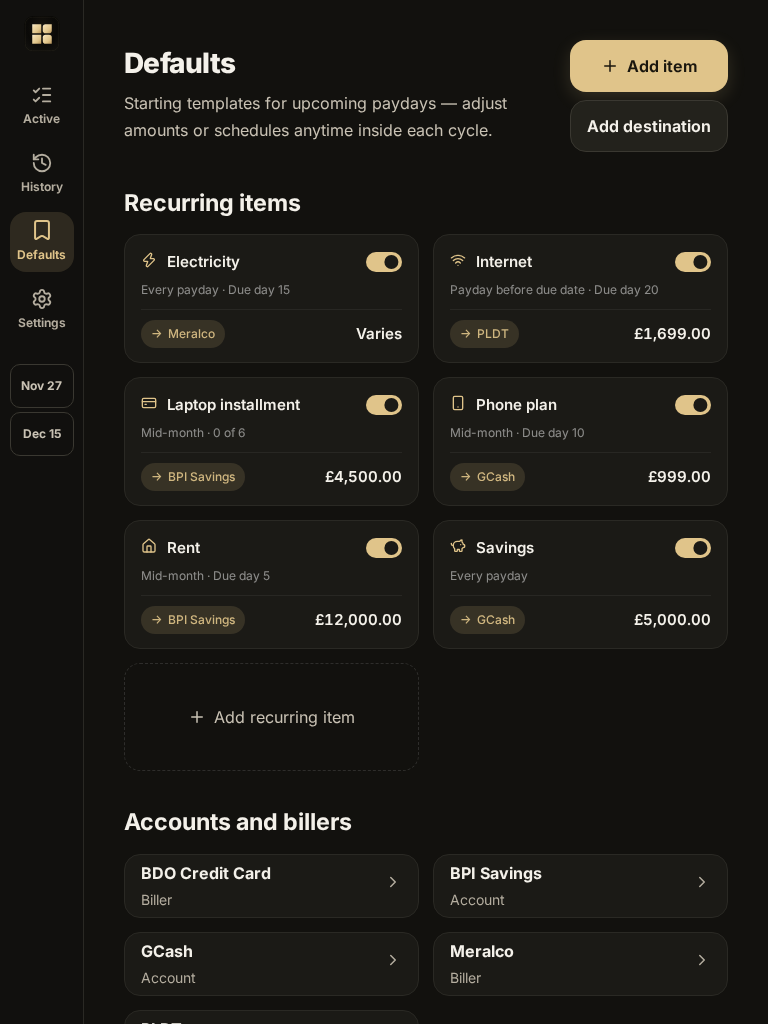 Active
History
Defaults
Settings
Nov 27
Dec 15
Defaults
Starting templates for upcoming paydays — adjust
amounts or schedules anytime inside each cycle.
Add item
Add destination
Recurring items
Electricity
Every payday · Due day 15
→ Meralco
Varies
Internet
Payday before due date · Due day 20
→ PLDT
£1,699.00
Laptop installment
Mid-month · 0 of 6
→ BPI Savings
£4,500.00
Phone plan
Mid-month · Due day 10
→ GCash
£999.00
Rent
Mid-month · Due day 5
→ BPI Savings
£12,000.00
Savings
Every payday
→ GCash
£5,000.00
Add recurring item
Accounts and billers
BDO Credit Card
Biller
BPI Savings
Account
GCash
Account
Meralco
Biller